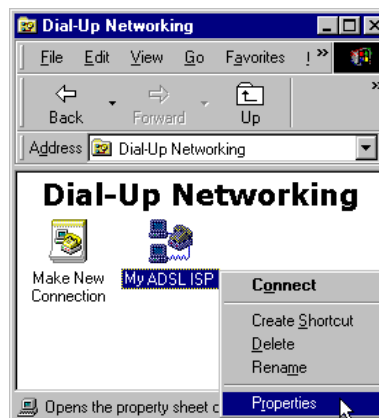 Dial-Up Networking
File Edit View Go Favorites »
Back Forward Up »
Address Dial-Up Networking
Dial-Up Networking
Make New Connection
My ADSL ISP
Connect
Create Shortcut
Delete
Rename
Properties
Opens the property sheet